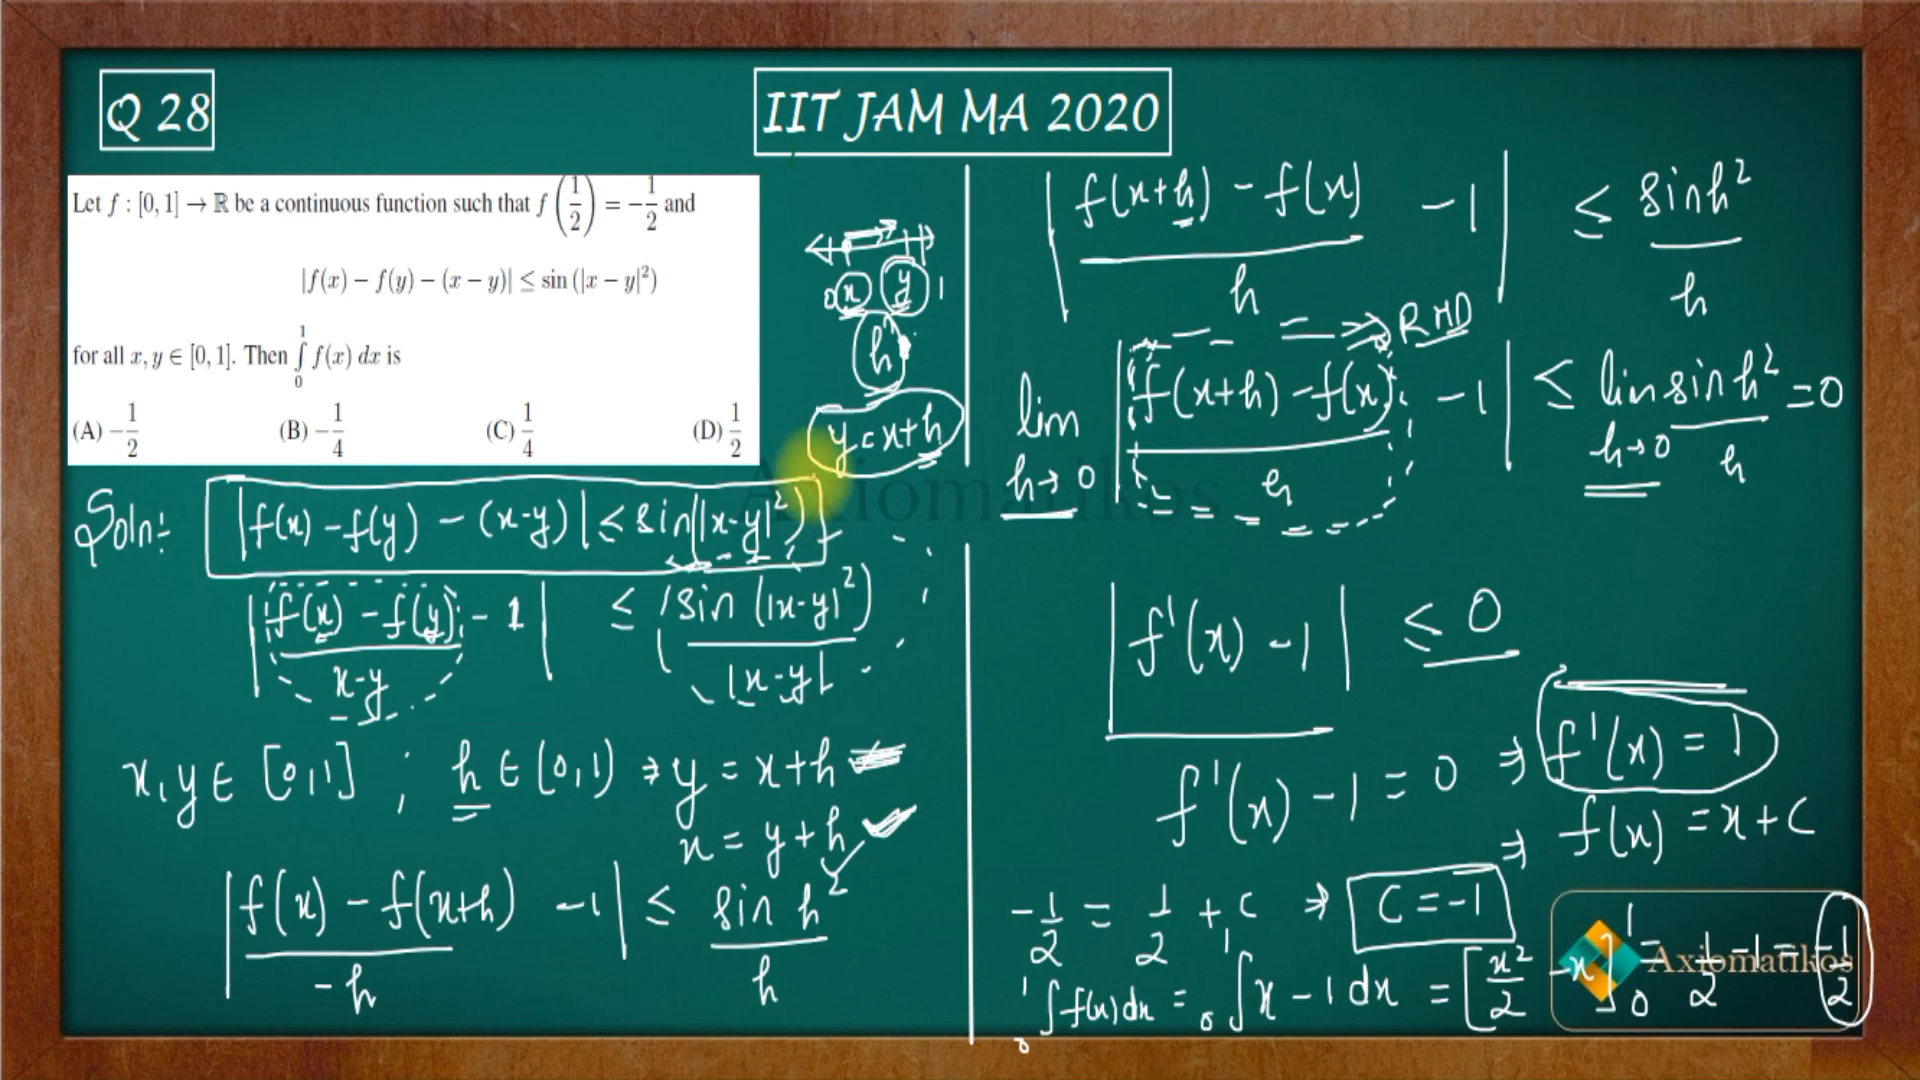 Q 28
IIT JAM MA 2020
Let f : [0, 1] → ℝ be a continuous function such that f(1/2) = −1/2 and
|f(x) − f(y) − (x − y)| ≤ sin (|x − y|²)
for all x, y ∈ [0, 1]. Then ∫₀¹ f(x) dx is
(A) −1/2 (B) −1/4 (C) 1/4 (D) 1/2
0 x y 1
h
y = x+h
Soln:
|f(x) − f(y) − (x-y)| ≤ sin(|x-y|²)
|(f(x) − f(y))/(x-y) − 1| ≤ sin (|x-y|²)/|x-y|
x, y ∈ [0,1] ; h ∈ (0,1) ⇒ y = x+h
x = y+h
|(f(x) − f(x+h))/(-h) − 1| ≤ sin h²/h
|(f(x+h) − f(x))/h − 1| ≤ sinh²/h
RHD
lim h→0 |(f(x+h) − f(x))/h − 1| ≤ lim h→0 sin h²/h = 0
|f'(x) − 1| ≤ 0
f'(x) − 1 = 0 ⇒ f'(x) = 1
⇒ f(x) = x + C
−1/2 = 1/2 + C ⇒ C = −1
∫₀¹ f(x) dx = ∫₀¹ x − 1 dx = [x²/2 − x]₀¹ = 1/2 − 1 = −1/2
Axiomatikos
Axiomatikos